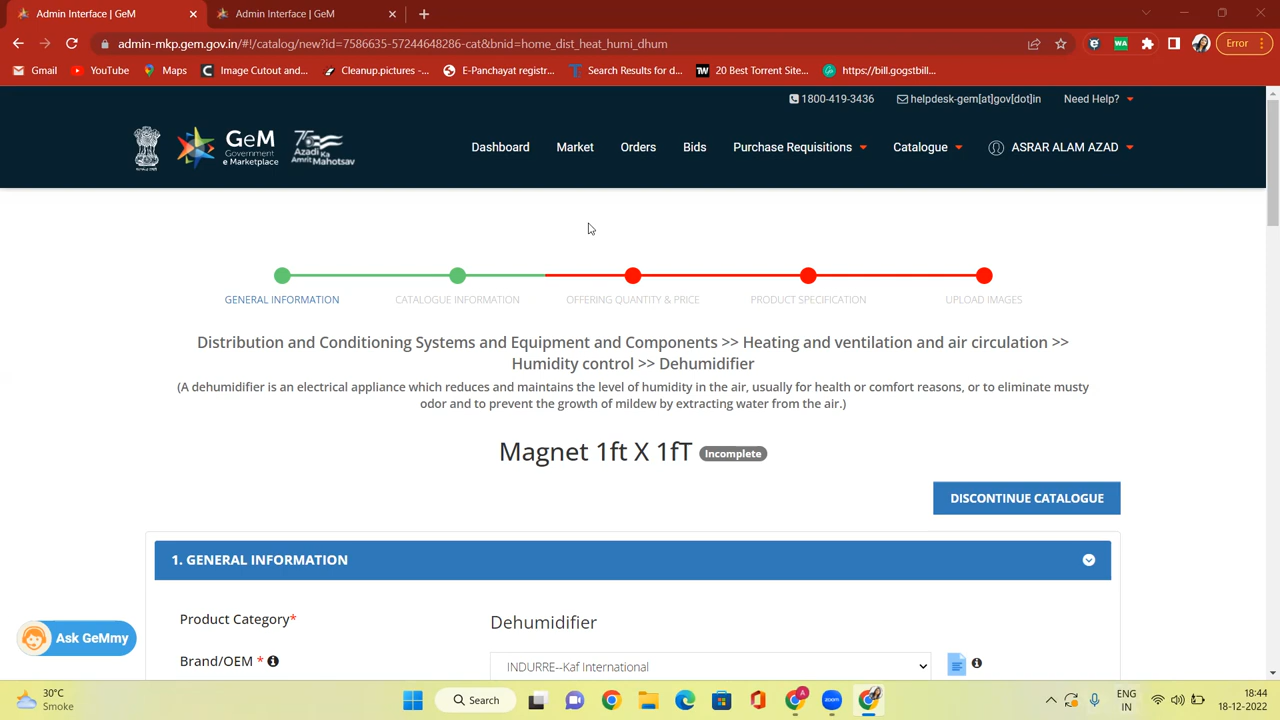 Admin Interface | GeM
Admin Interface | GeM
admin-mkp.gem.gov.in/#!/catalog/new?id=7586635-57244648286-cat&bnid=home_dist_heat_humi_dhum
Error
Gmail
YouTube
Maps
Image Cutout and...
Cleanup.pictures -...
E-Panchayat registr...
Search Results for d...
20 Best Torrent Site...
https://bill.gogstbill...
1800-419-3436
helpdesk-gem[at]gov[dot]in
Need Help?
GeM
Government
e Marketplace
75
Azadi Ka
Amrit Mahotsav
Dashboard
Market
Orders
Bids
Purchase Requisitions
Catalogue
ASRAR ALAM AZAD
GENERAL INFORMATION
CATALOGUE INFORMATION
OFFERING QUANTITY & PRICE
PRODUCT SPECIFICATION
UPLOAD IMAGES
Distribution and Conditioning Systems and Equipment and Components >> Heating and ventilation and air circulation >>
Humidity control >> Dehumidifier
(A dehumidifier is an electrical appliance which reduces and maintains the level of humidity in the air, usually for health or comfort reasons, or to eliminate musty
odor and to prevent the growth of mildew by extracting water from the air.)
Magnet 1ft X 1fT Incomplete
DISCONTINUE CATALOGUE
1. GENERAL INFORMATION
Product Category*
Dehumidifier
Brand/OEM *
INDURRE--Kaf International
Ask GeMmy
30°C
Smoke
Search
ENG
IN
18:44
18-12-2022